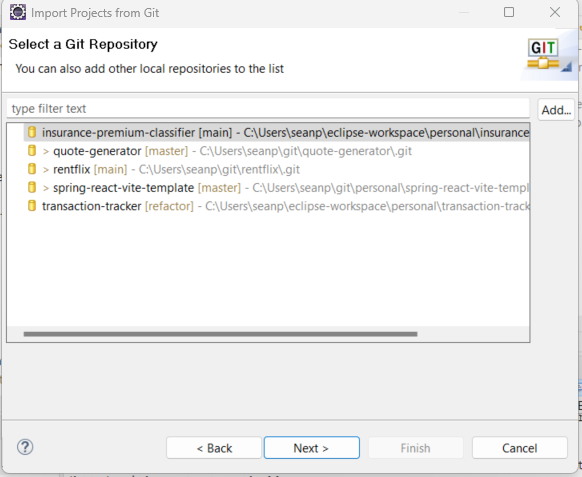 Import Projects from Git
Select a Git Repository
You can also add other local repositories to the list
GIT
type filter text
Add...
insurance-premium-classifier [main] - C:\Users\seanp\eclipse-workspace\personal\insurance
> quote-generator [master] - C:\Users\seanp\git\quote-generator\.git
> rentflix [main] - C:\Users\seanp\git\rentflix\.git
> spring-react-vite-template [master] - C:\Users\seanp\git\personal\spring-react-vite-templ
transaction-tracker [refactor] - C:\Users\seanp\eclipse-workspace\personal\transaction-track
?
< Back
Next >
Finish
Cancel